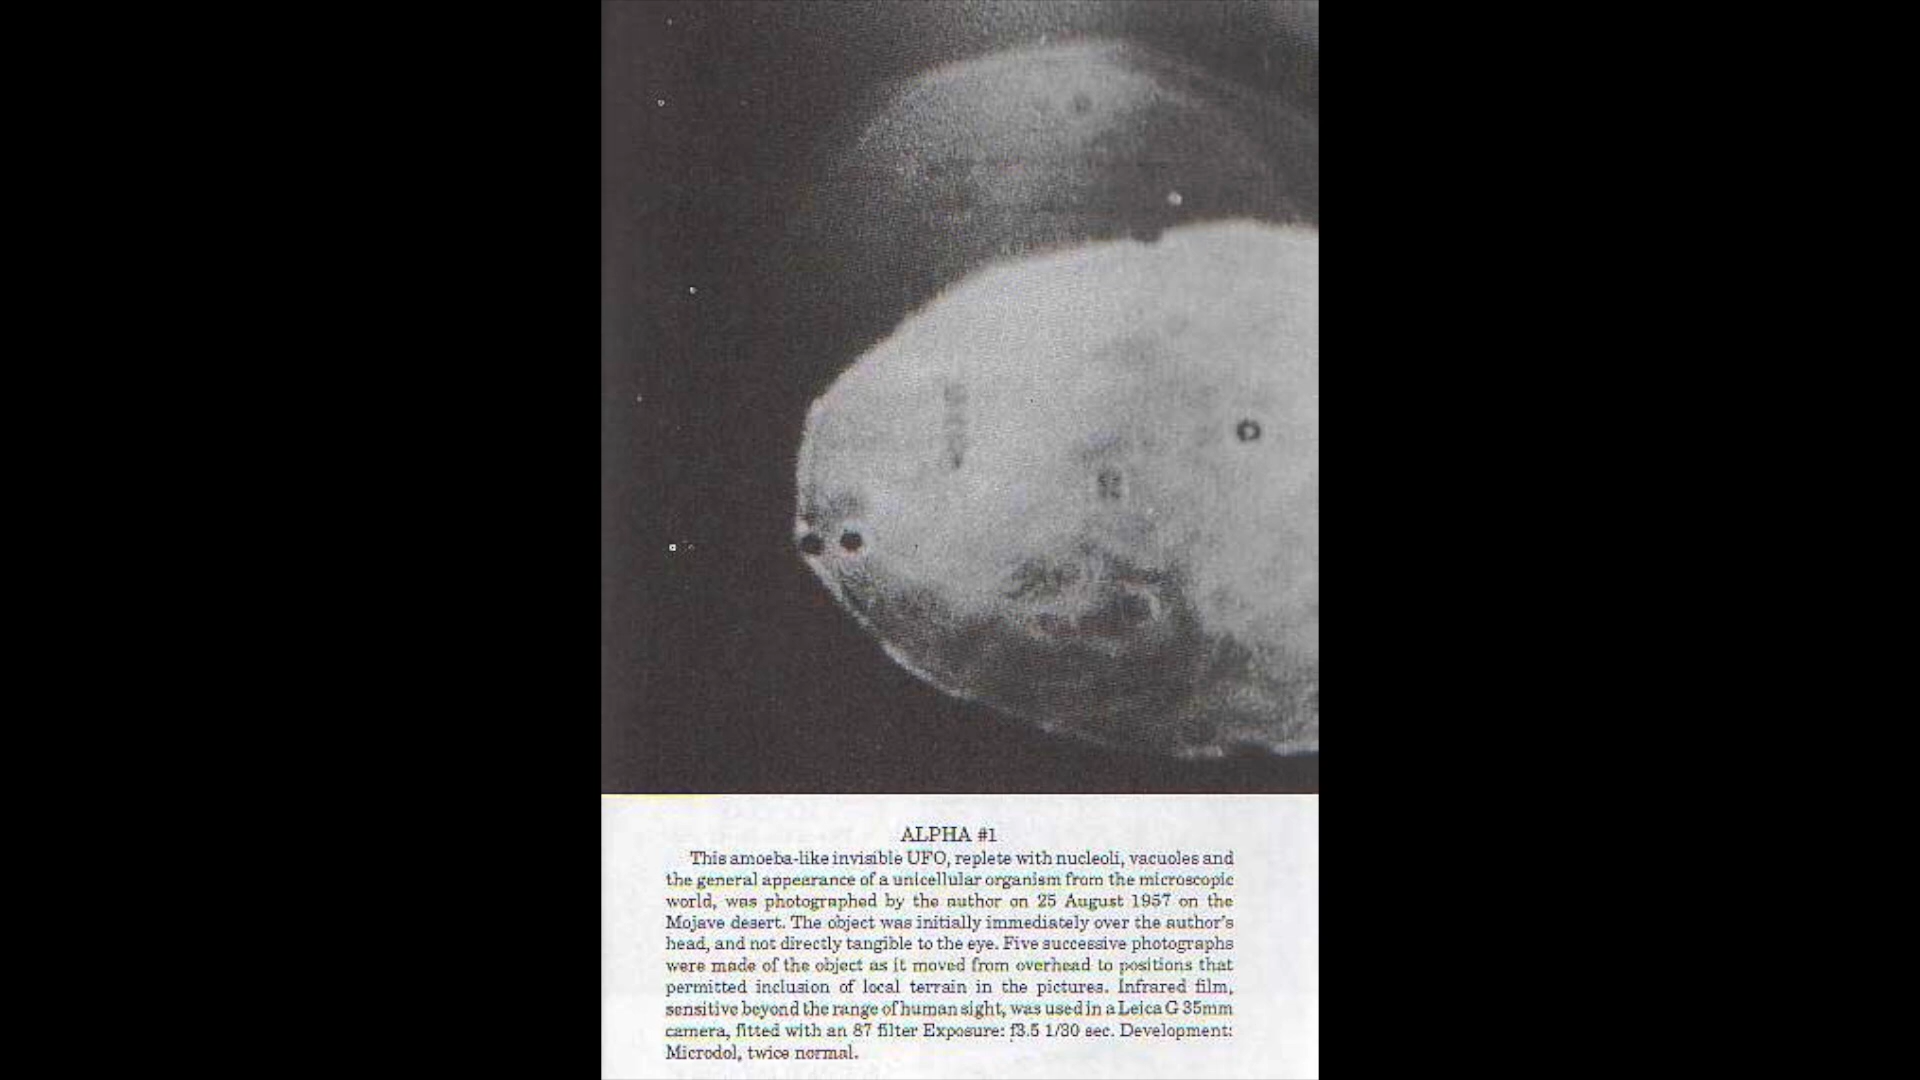 ALPHA #1
This amoeba-like invisible UFO, replete with nucleoli, vacuoles and
the general appearance of a unicellular organism from the microscopic
world, was photographed by the author on 25 August 1957 on the
Mojave desert. The object was initially immediately over the author's
head, and not directly tangible to the eye. Five successive photographs
were made of the object as it moved from overhead to positions that
permitted inclusion of local terrain in the pictures. Infrared film,
sensitive beyond the range of human sight, was used in a Leica G 35mm
camera, fitted with an 87 filter Exposure: f3.5 1/30 sec. Development:
Microdol, twice normal.